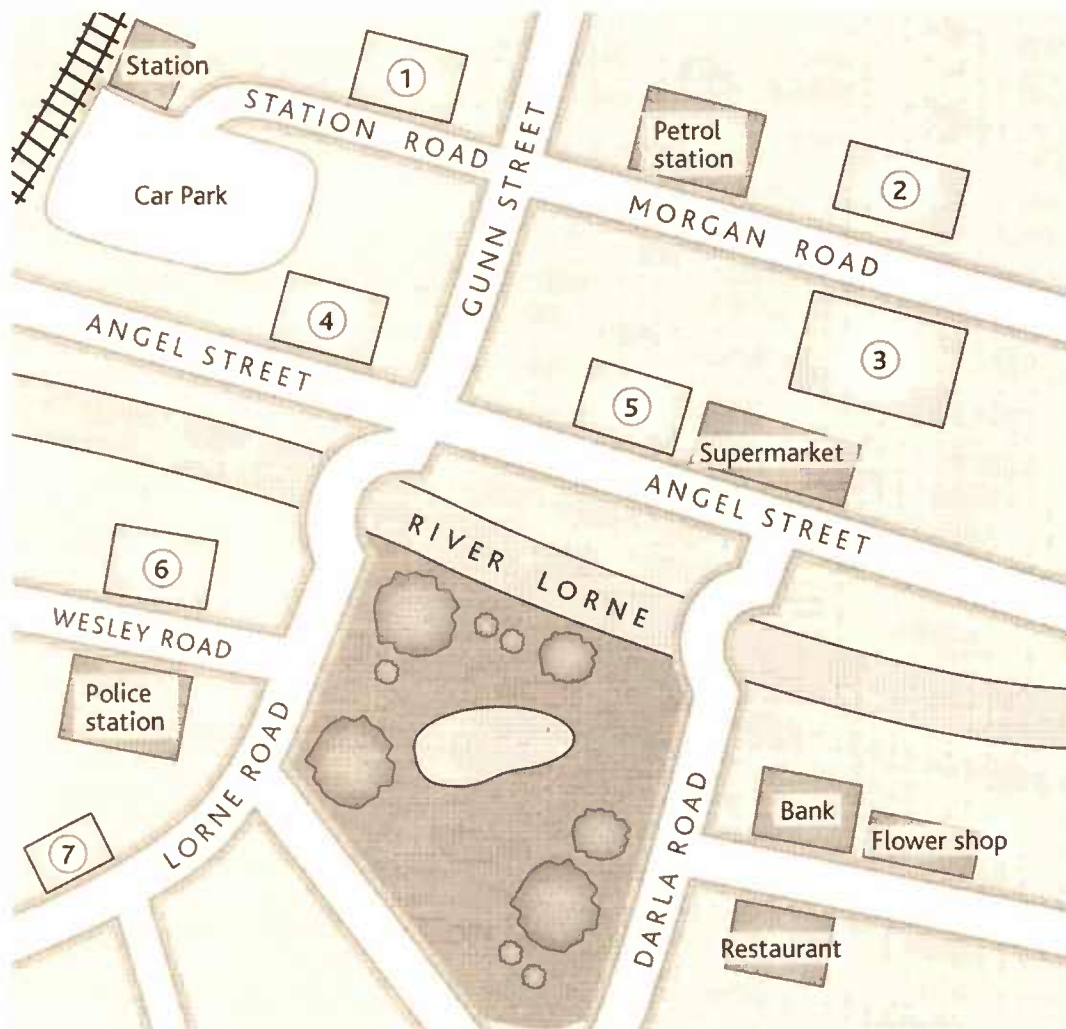 Station
1
STATION ROAD
GUNN STREET
Petrol
station
2
MORGAN ROAD
Car Park
4
ANGEL STREET
3
5
Supermarket
ANGEL STREET
RIVER LORNE
6
WESLEY ROAD
Police
station
LORNE ROAD
7
DARLA ROAD
Bank
Flower shop
Restaurant